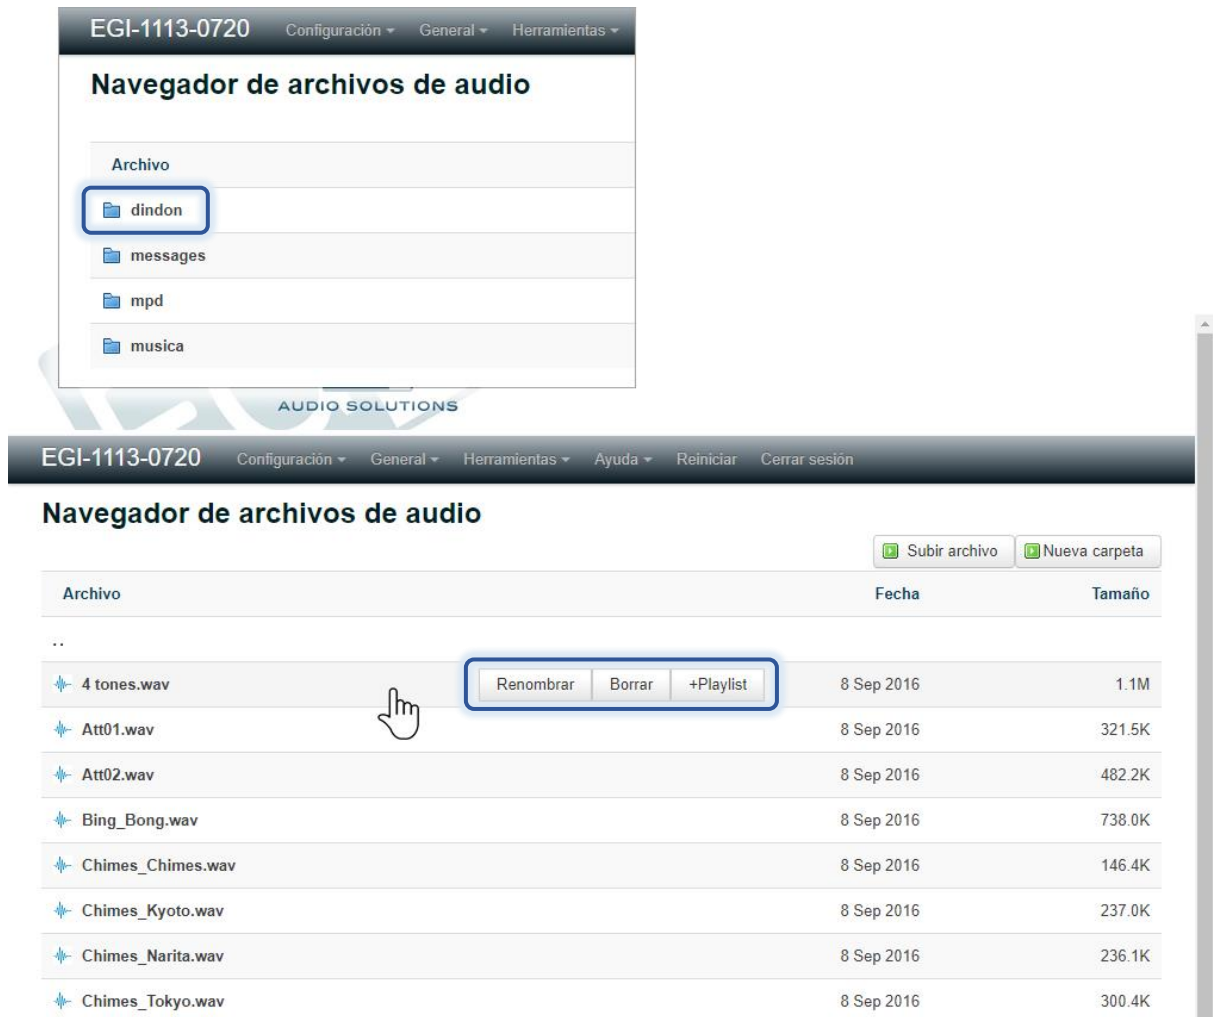 EGI-1113-0720 Configuración General Herramientas
Navegador de archivos de audio
Archivo
dindon
messages
mpd
musica
AUDIO SOLUTIONS
EGI-1113-0720 Configuración General Herramientas Ayuda Reiniciar Cerrar sesión
Navegador de archivos de audio
Subir archivo Nueva carpeta
Archivo Fecha Tamaño
..
4 tones.wav Renombrar Borrar +Playlist 8 Sep 2016 1.1M
Att01.wav 8 Sep 2016 321.5K
Att02.wav 8 Sep 2016 482.2K
Bing_Bong.wav 8 Sep 2016 738.0K
Chimes_Chimes.wav 8 Sep 2016 146.4K
Chimes_Kyoto.wav 8 Sep 2016 237.0K
Chimes_Narita.wav 8 Sep 2016 236.1K
Chimes_Tokyo.wav 8 Sep 2016 300.4K